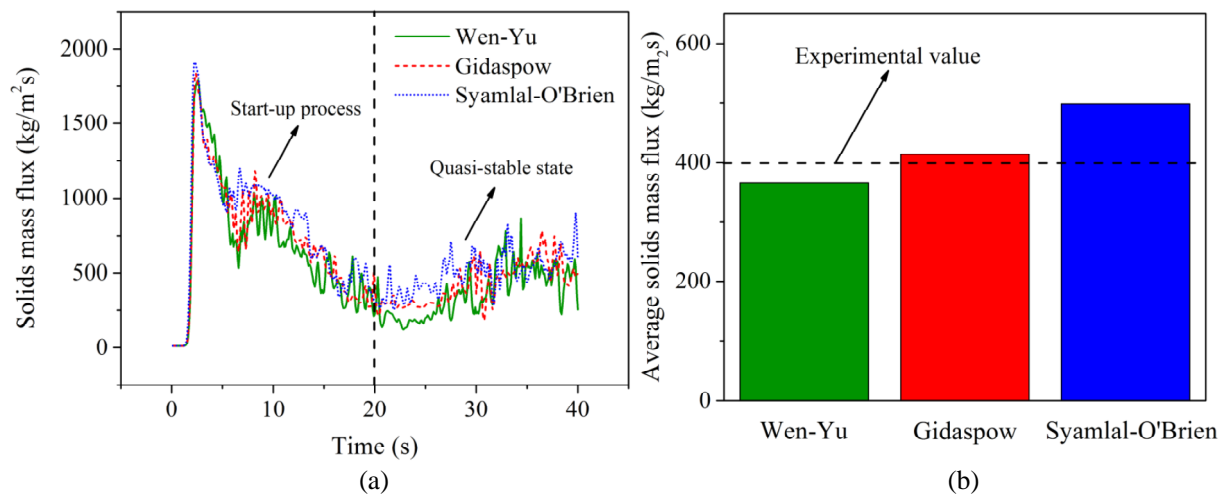 Solids mass flux (kg/m²s)
2000
1500
1000
500
0
Wen-Yu
Gidaspow
Syamlal-O'Brien
Start-up process
Quasi-stable state
0
10
20
30
40
Time (s)
(a)
Average solids mass flux (kg/m₂s)
600
400
200
0
Experimental value
Wen-Yu
Gidaspow
Syamlal-O'Brien
(b)